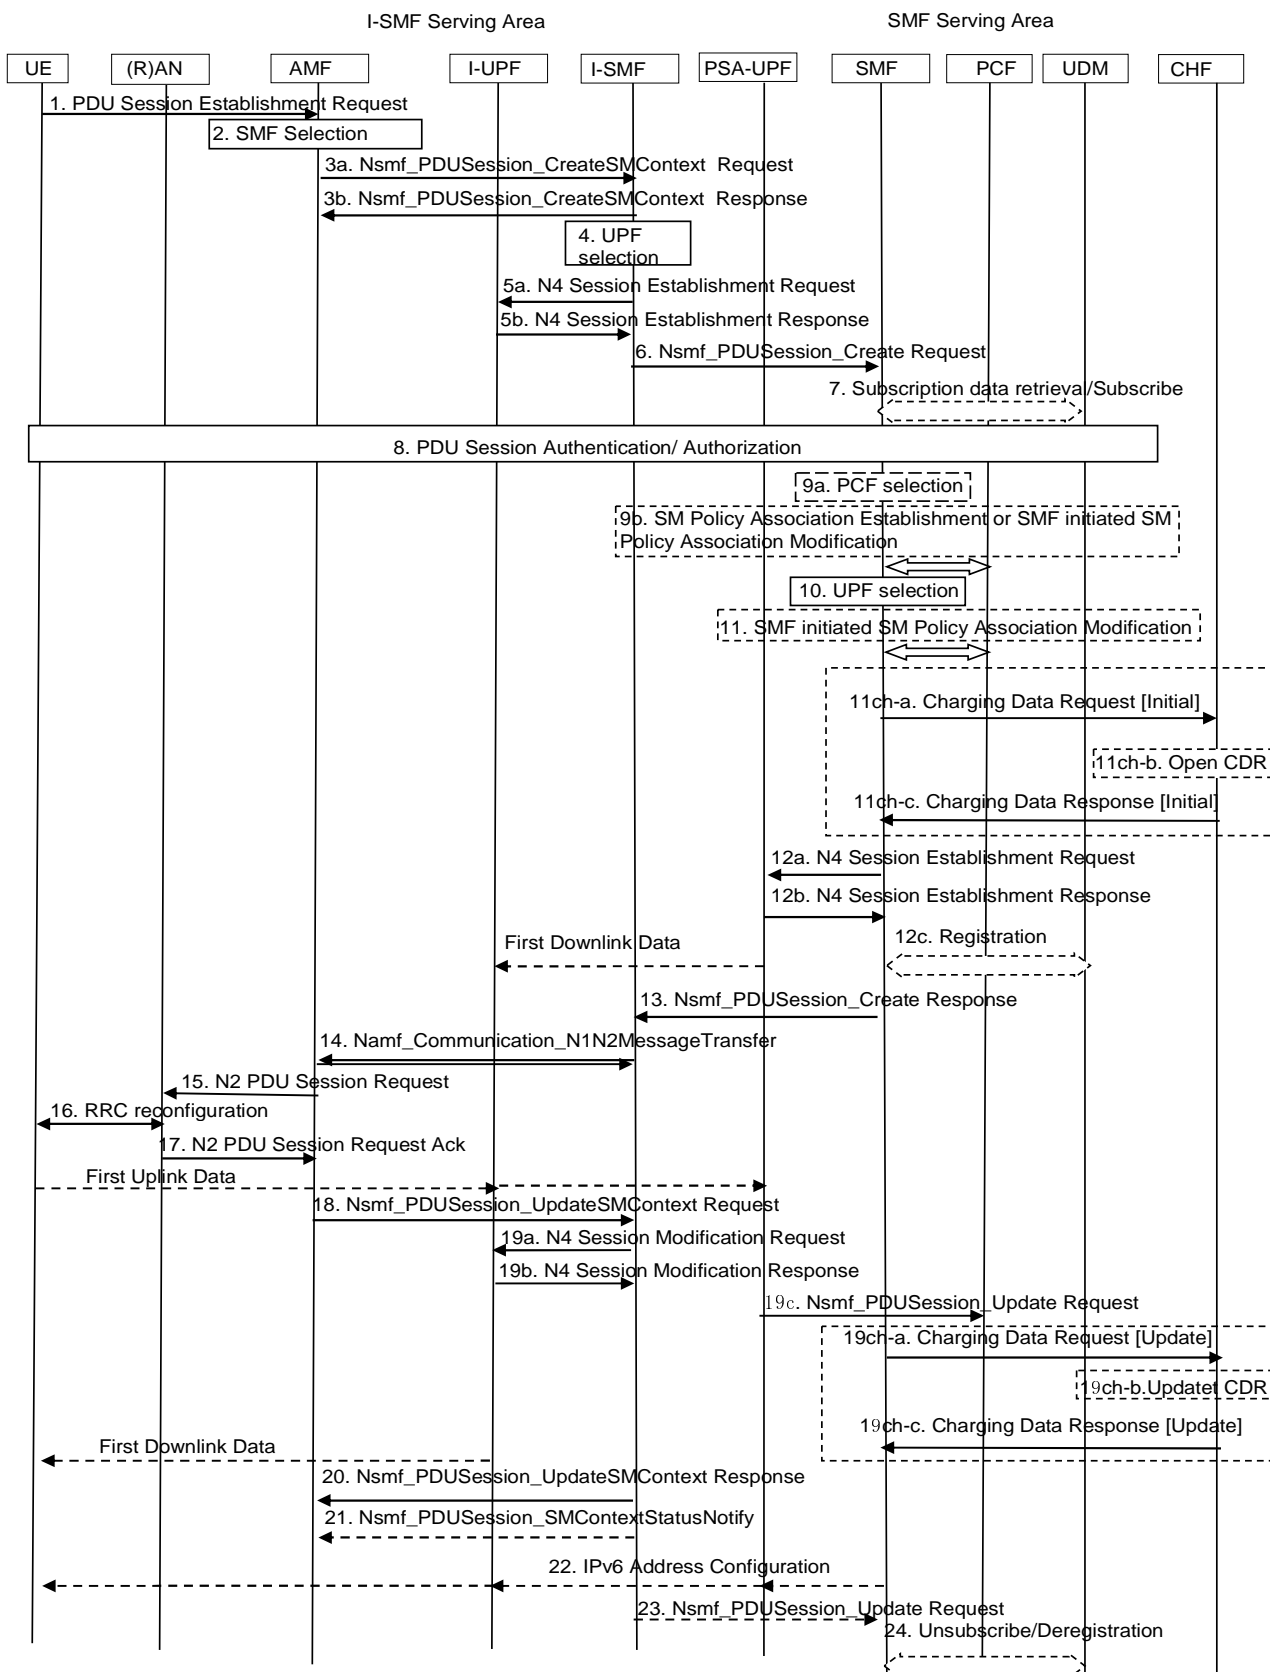 I-SMF Serving Area
SMF Serving Area
UE
(R)AN
AMF
I-UPF
I-SMF
PSA-UPF
SMF
PCF
UDM
CHF
1. PDU Session Establishment Request
2. SMF Selection
3a. Nsmf_PDUSession_CreateSMContext Request
3b. Nsmf_PDUSession_CreateSMContext Response
4. UPF
selection
5a. N4 Session Establishment Request
5b. N4 Session Establishment Response
6. Nsmf_PDUSession_Create Request
7. Subscription data retrieval/Subscribe
8. PDU Session Authentication/ Authorization
9a. PCF selection
9b. SM Policy Association Establishment or SMF initiated SM
Policy Association Modification
10. UPF selection
11. SMF initiated SM Policy Association Modification
11ch-a. Charging Data Request [Initial]
11ch-b. Open CDR
11ch-c. Charging Data Response [Initial]
12a. N4 Session Establishment Request
12b. N4 Session Establishment Response
First Downlink Data
12c. Registration
13. Nsmf_PDUSession_Create Response
14. Namf_Communication_N1N2MessageTransfer
15. N2 PDU Session Request
16. RRC reconfiguration
17. N2 PDU Session Request Ack
First Uplink Data
18. Nsmf_PDUSession_UpdateSMContext Request
19a. N4 Session Modification Request
19b. N4 Session Modification Response
19c. Nsmf_PDUSession_Update Request
19ch-a. Charging Data Request [Update]
19ch-b.Updatet CDR
19ch-c. Charging Data Response [Update]
First Downlink Data
20. Nsmf_PDUSession_UpdateSMContext Response
21. Nsmf_PDUSession_SMContextStatusNotify
22. IPv6 Address Configuration
23. Nsmf_PDUSession_Update Request
24. Unsubscribe/Deregistration